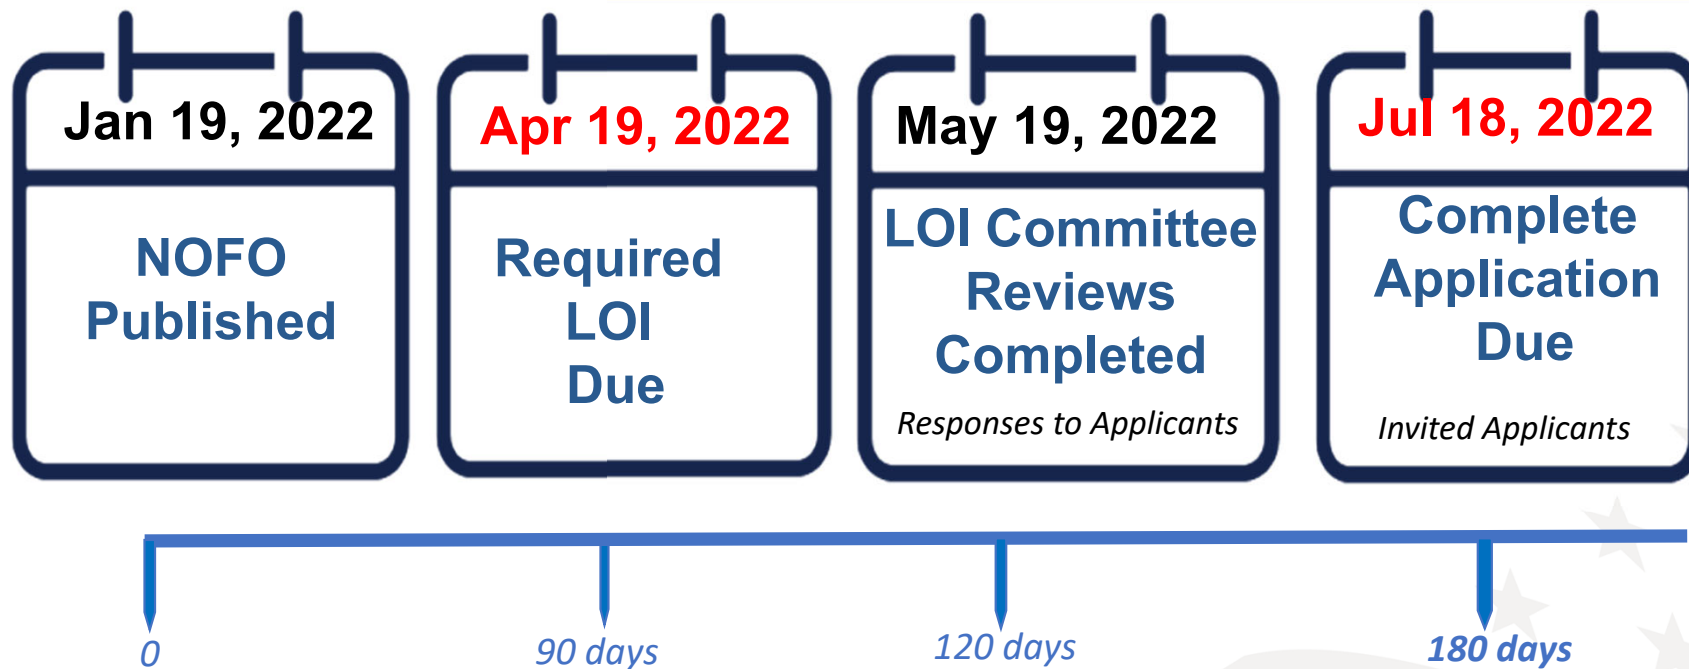 Jan 19, 2022
NOFO
Published
Apr 19, 2022
Required
LOI
Due
May 19, 2022
LOI Committee
Reviews
Completed
Responses to Applicants
Jul 18, 2022
Complete
Application
Due
Invited Applicants
0
90 days
120 days
180 days